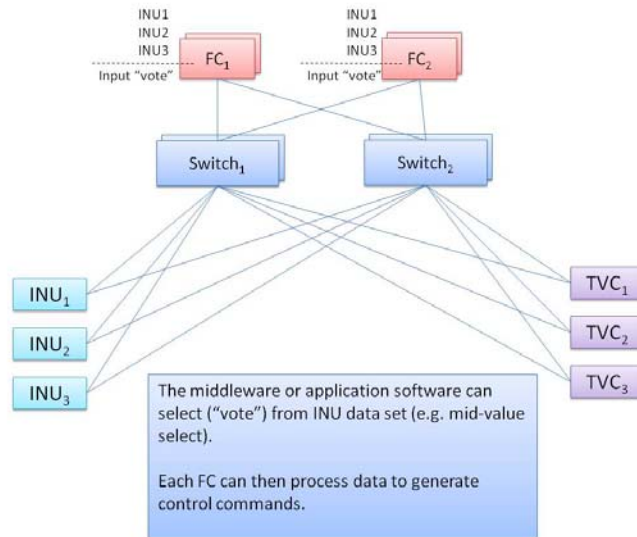 INU1
INU2
INU3
Input “vote”
FC1
INU1
INU2
INU3
Input “vote”
FC2
Switch1
Switch2
INU1
INU2
INU3
TVC1
TVC2
TVC3
The middleware or application software can
select (“vote”) from INU data set (e.g. mid-value
select).
Each FC can then process data to generate
control commands.